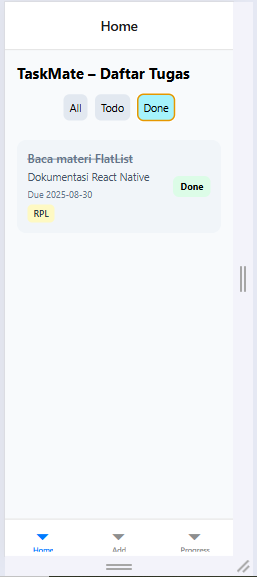 Home
TaskMate – Daftar Tugas
All Todo Done
Baca materi FlatList
Dokumentasi React Native
Done
Due 2025-08-30
RPL
Home Add Progress